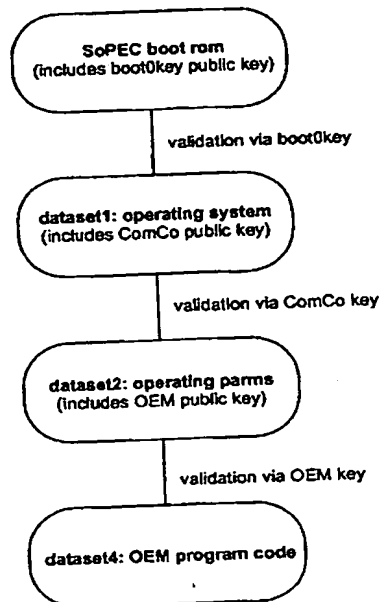 SoPEC boot rom
(includes boot0key public key)
validation via boot0key
dataset1: operating system
(includes ComCo public key)
validation via ComCo key
dataset2: operating parms
(includes OEM public key)
validation via OEM key
dataset4: OEM program code